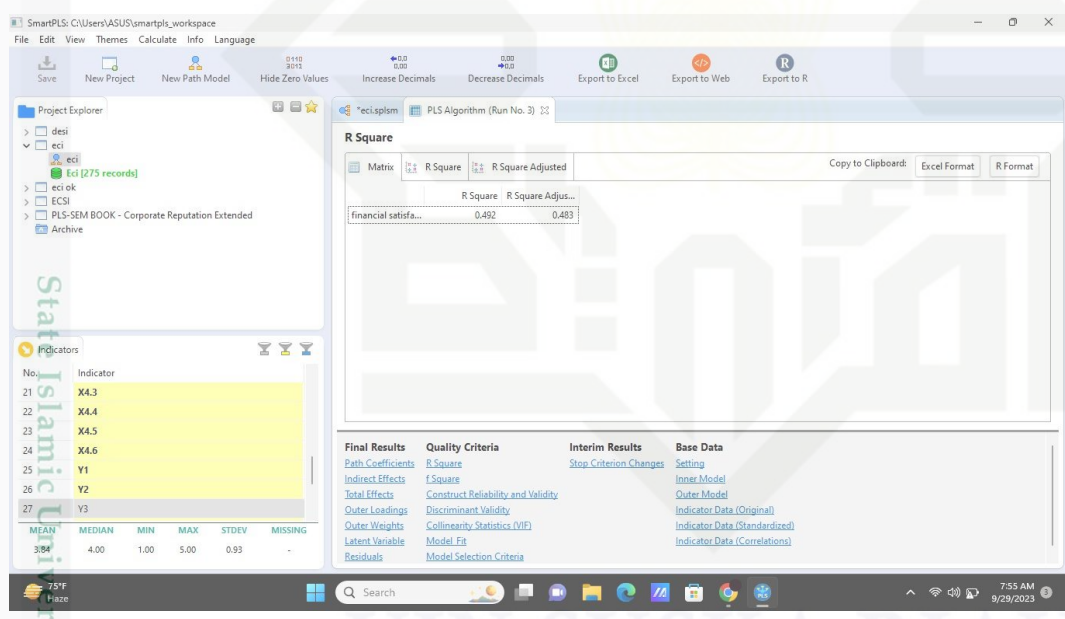 SmartPLS: C:\Users\ASUS\smartpls_workspace
File Edit View Themes Calculate Info Language
Save New Project New Path Model Hide Zero Values Increase Decimals Decrease Decimals Export to Excel Export to Web Export to R
Project Explorer
desi
eci
eci
Eci [275 records]
eci ok
ECSI
PLS-SEM BOOK - Corporate Reputation Extended
Archive
*eci.splsm PLS Algorithm (Run No. 3)
R Square
Matrix R Square R Square Adjusted Copy to Clipboard: Excel Format R Format
R Square R Square Adjus...
financial satisfa... 0.492 0.483
Indicators
No. Indicator
21 X4.3
22 X4.4
23 X4.5
24 X4.6
25 Y1
26 Y2
27 Y3
MEAN MEDIAN MIN MAX STDEV MISSING
3.84 4.00 1.00 5.00 0.93 -
Final Results Quality Criteria Interim Results Base Data
Path Coefficients R Square Stop Criterion Changes Setting
Indirect Effects f Square Inner Model
Total Effects Construct Reliability and Validity Outer Model
Outer Loadings Discriminant Validity Indicator Data (Original)
Outer Weights Collinearity Statistics (VIF) Indicator Data (Standardized)
Latent Variable Model Fit Indicator Data (Correlations)
Residuals Model Selection Criteria
75°F
Haze
Search
7:55 AM
9/29/2023
State Islamic Univer